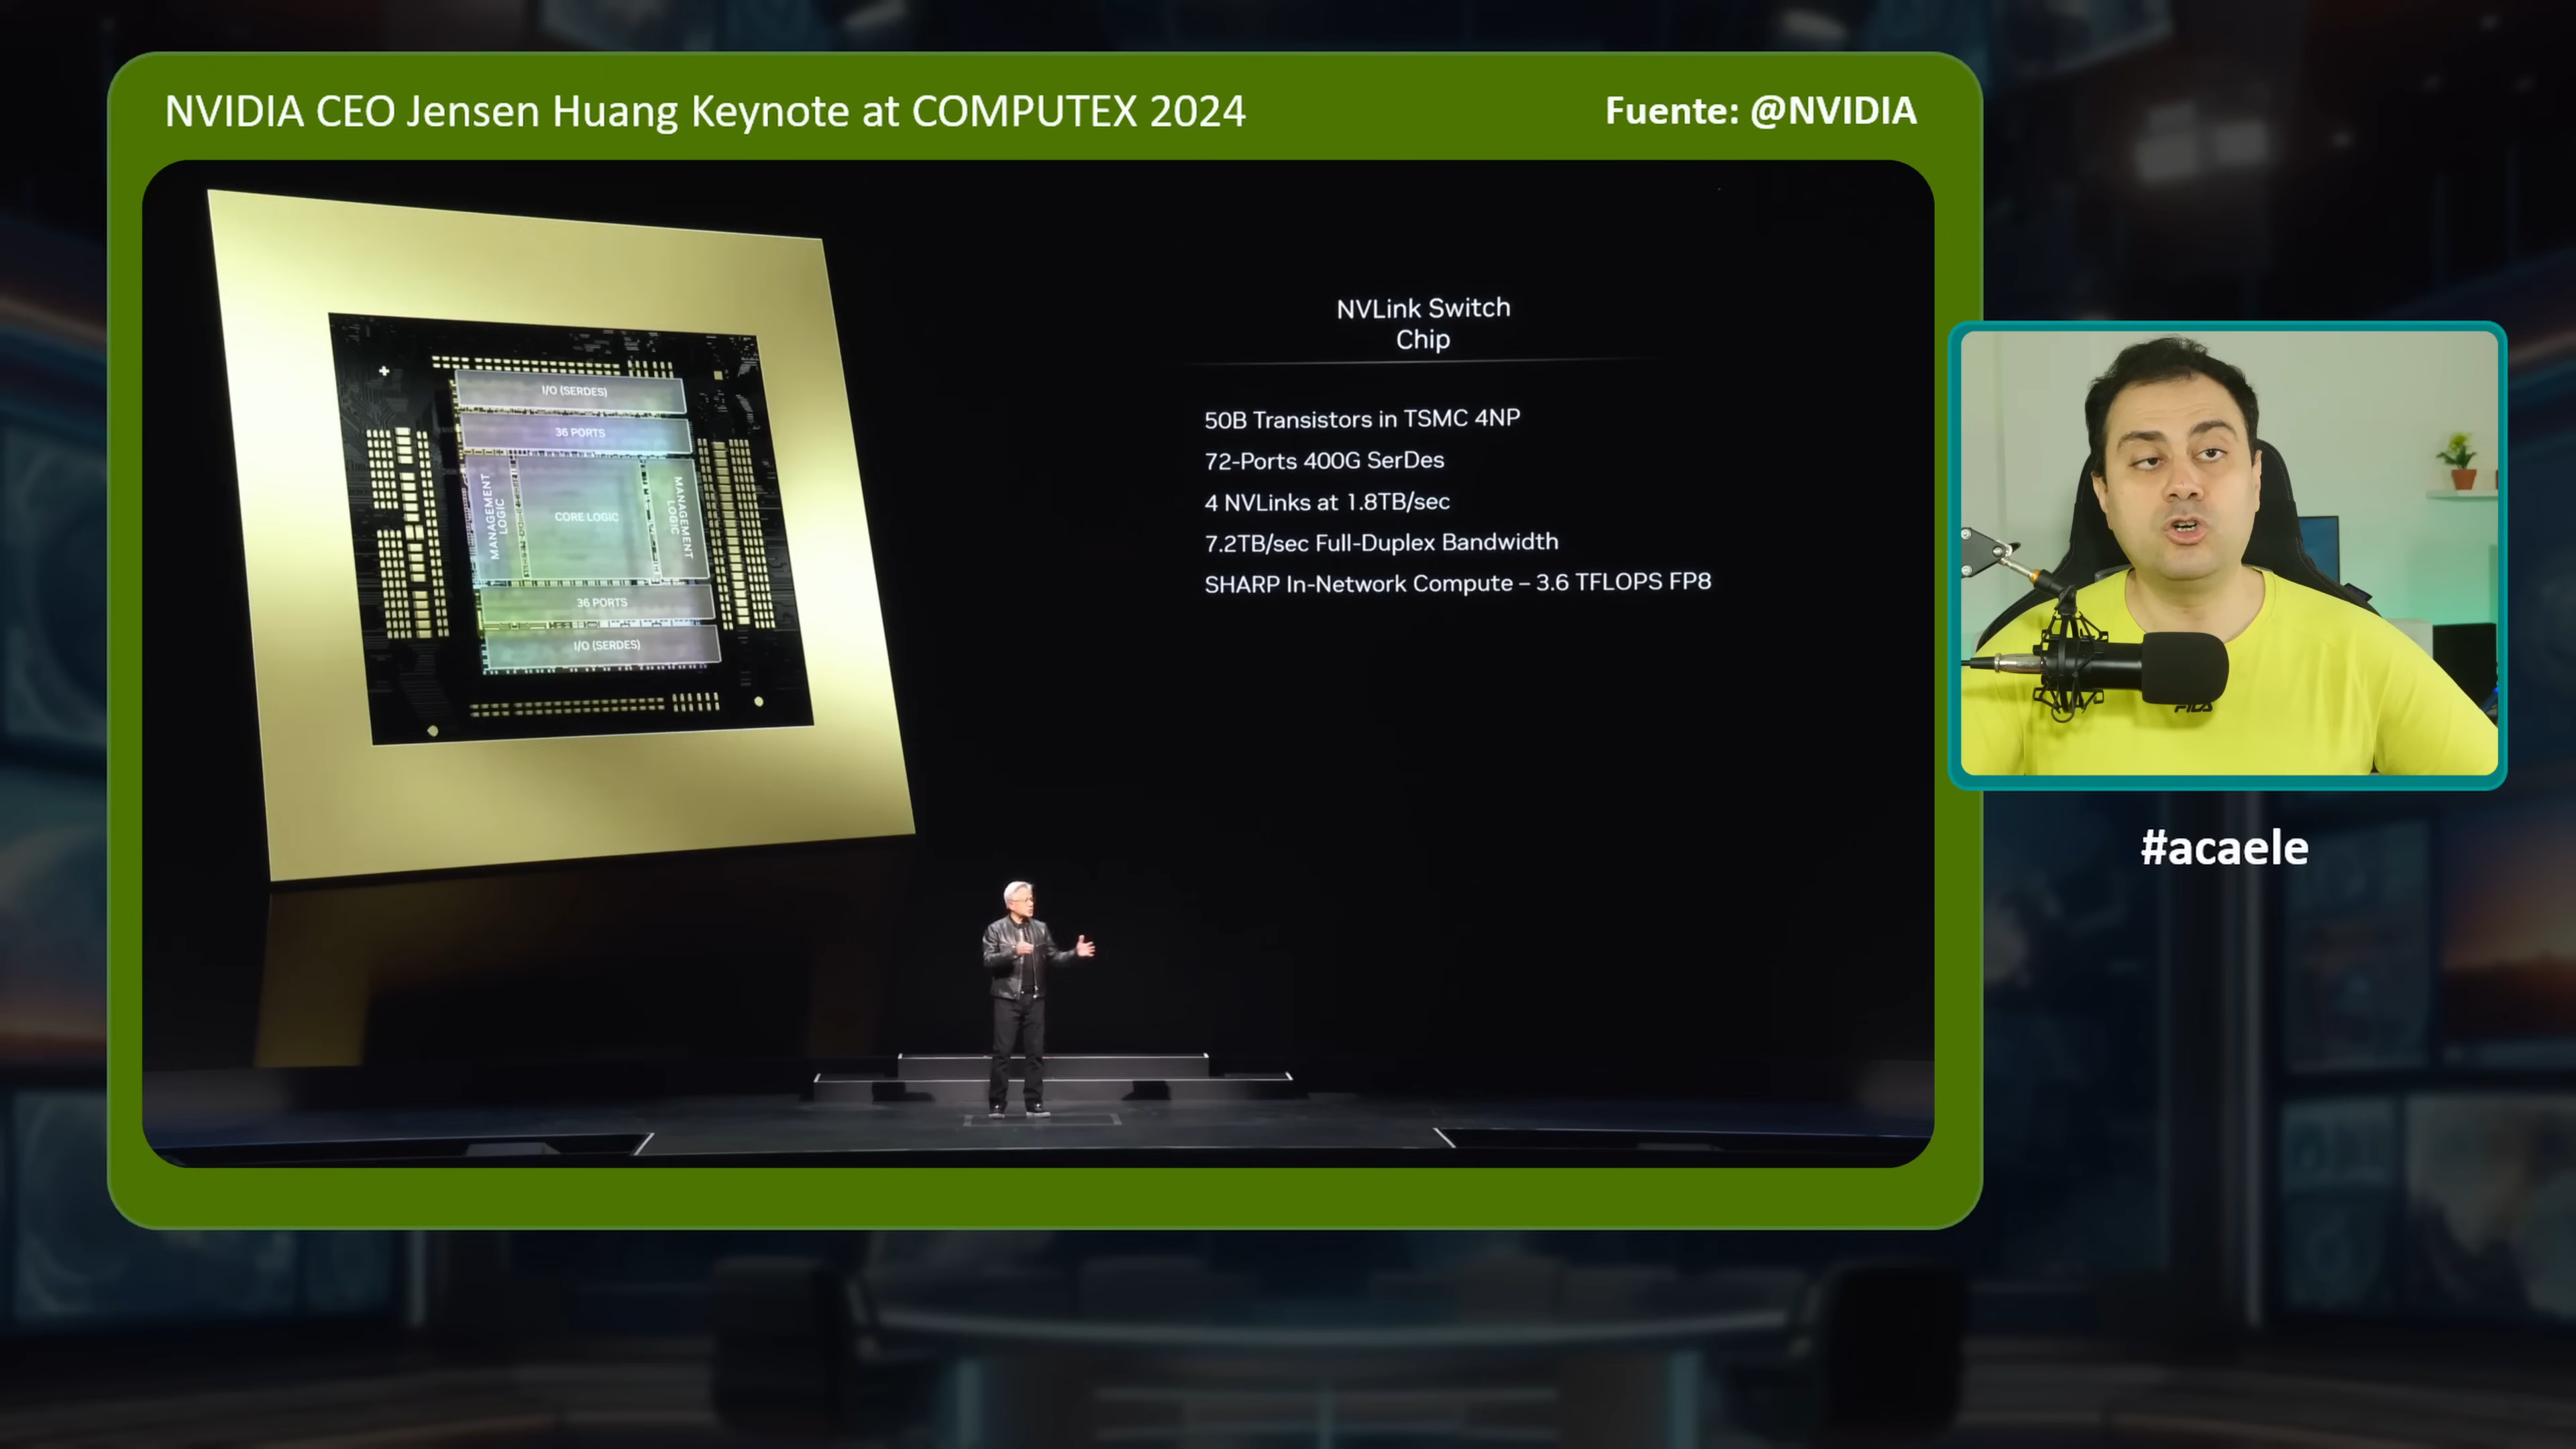 NVIDIA CEO Jensen Huang Keynote at COMPUTEX 2024
Fuente: @NVIDIA
I/O (SERDES)
36 PORTS
MANAGEMENT
LOGIC
CORE LOGIC
MANAGEMENT
LOGIC
36 PORTS
I/O (SERDES)
NVLink Switch
Chip
50B Transistors in TSMC 4NP
72-Ports 400G SerDes
4 NVLinks at 1.8TB/sec
7.2TB/sec Full-Duplex Bandwidth
SHARP In-Network Compute – 3.6 TFLOPS FP8
FILA
#acaele